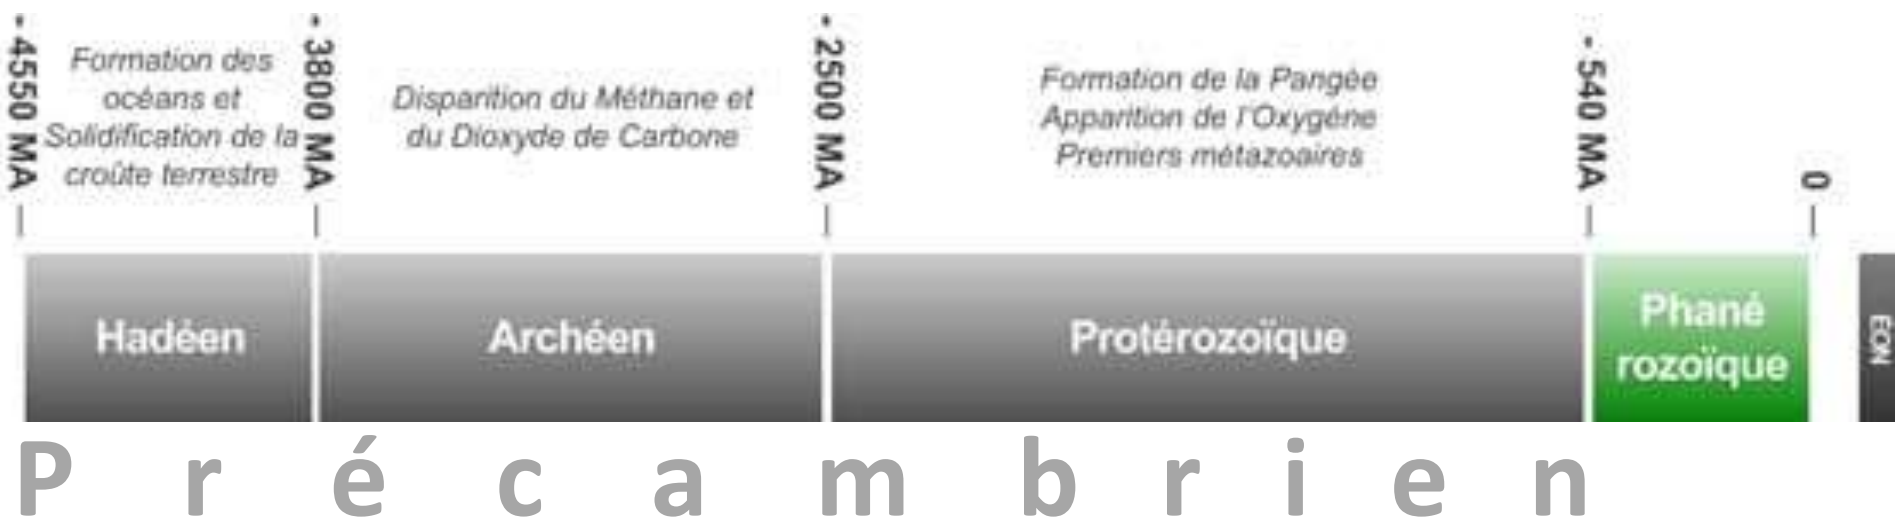 - 4550 MA
Formation des
océans et
Solidification de la
croûte terrestre
- 3800 MA
Disparition du Méthane et
du Dioxyde de Carbone
- 2500 MA
Formation de la Pangée
Apparition de l'Oxygéne
Premiers métazoaires
- 540 MA
0
Hadéen
Archéen
Protérozoïque
Phané
rozoïque
EON
P r é c a m b r i e n